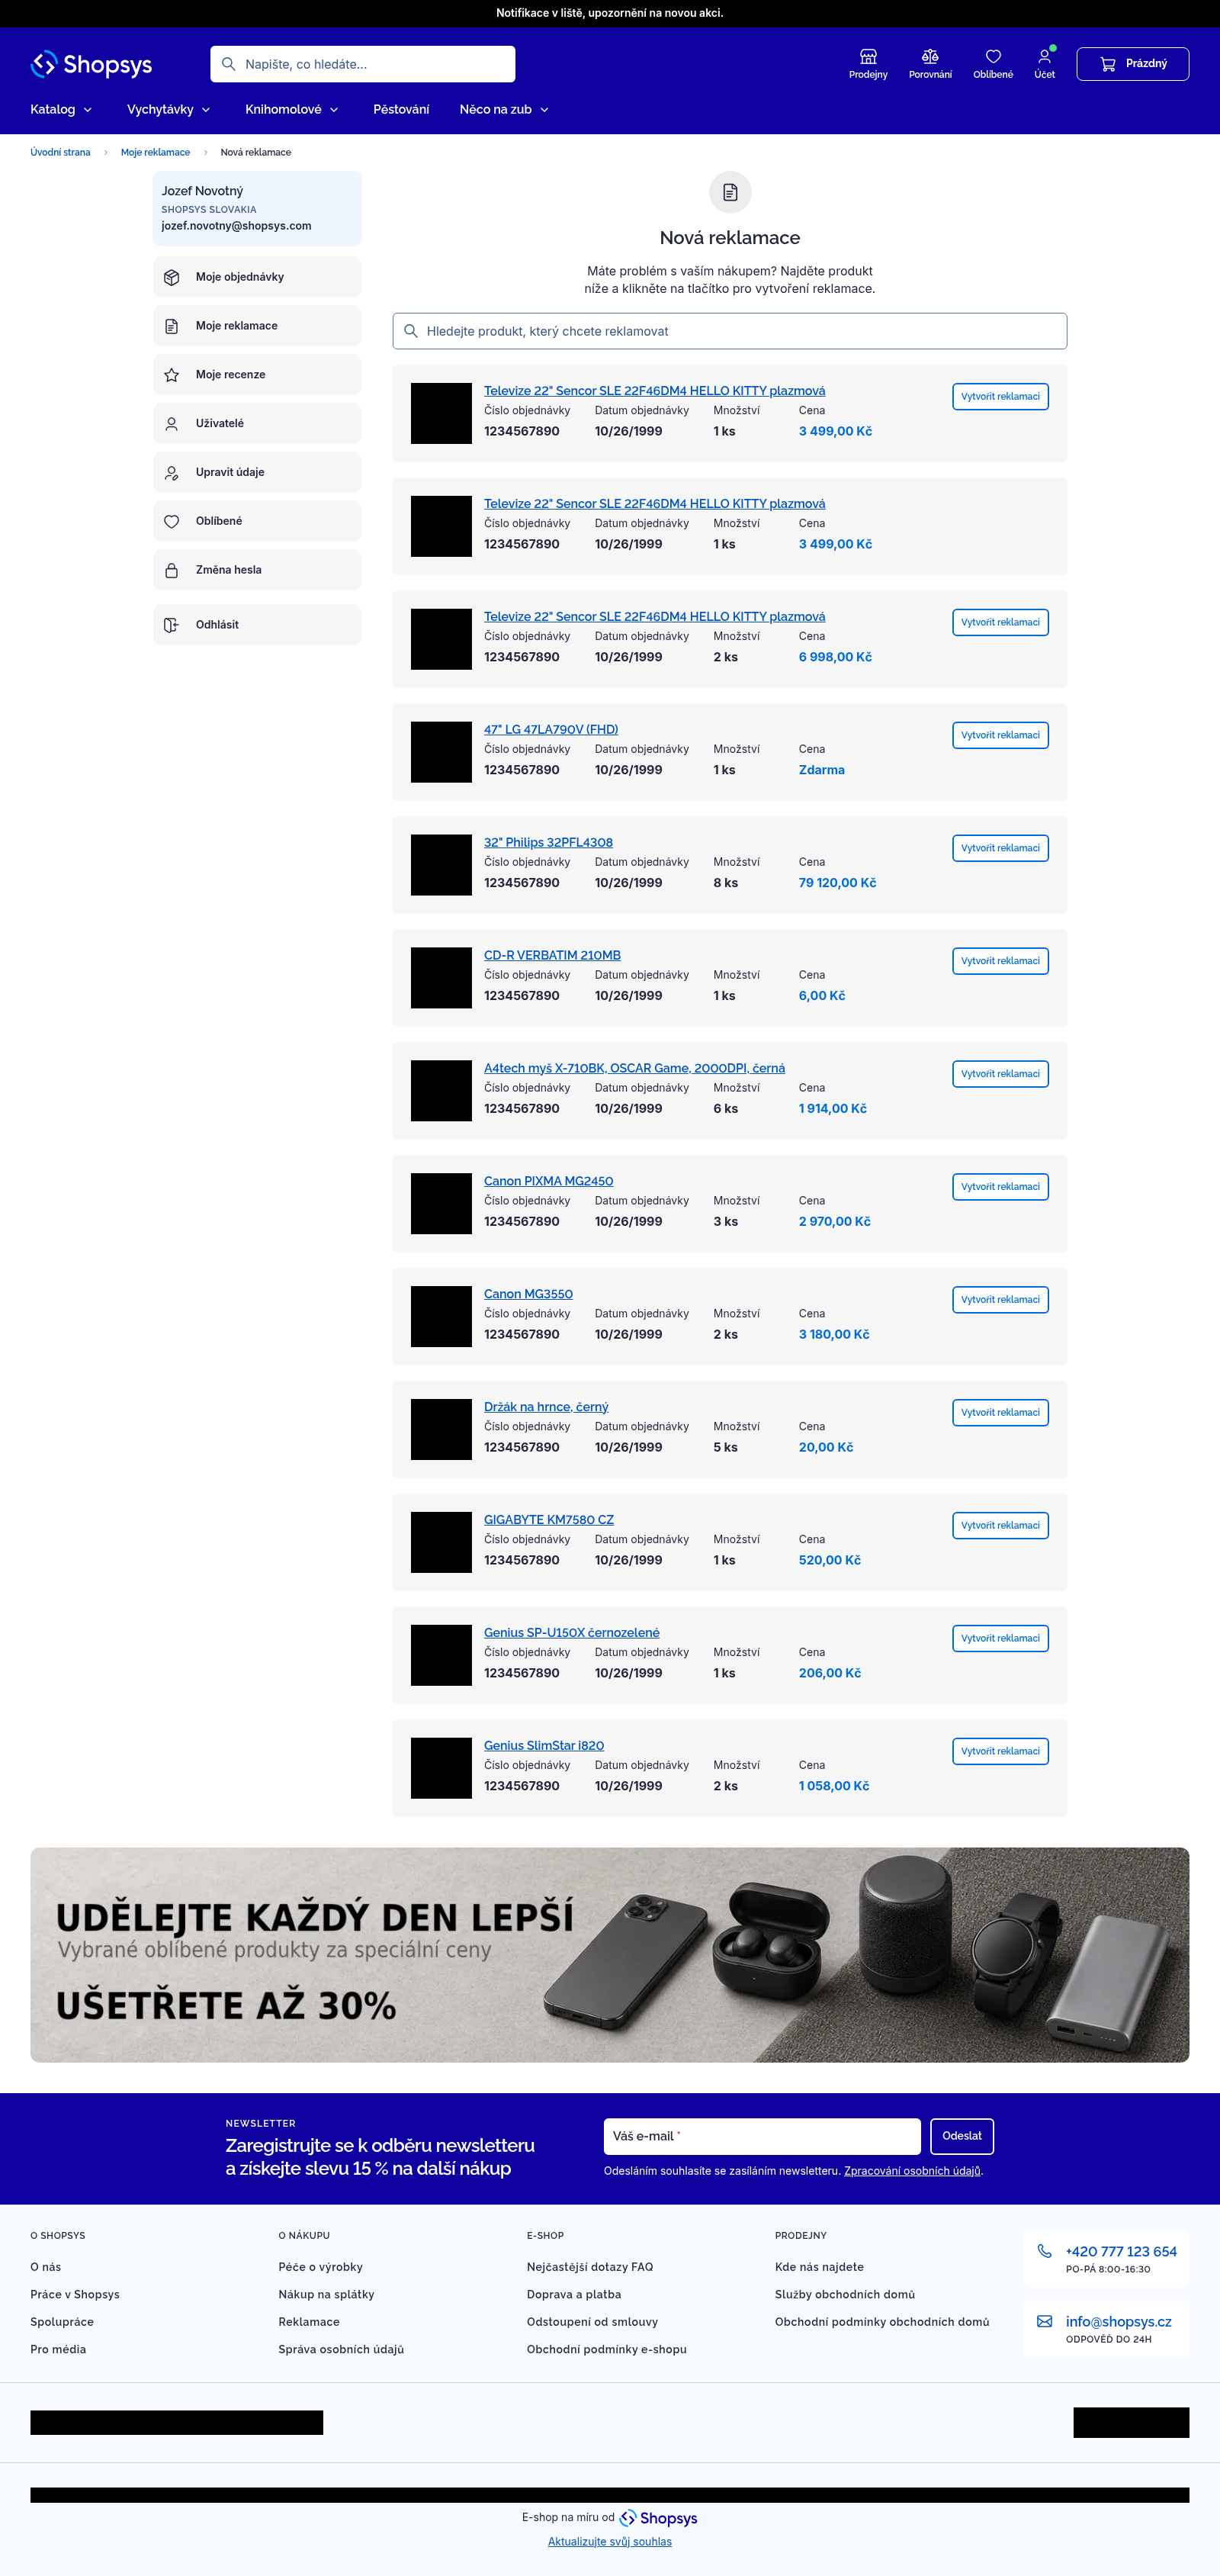 Notifikace v liště, upozornění na novou akci.
Shopsys
Napište, co hledáte...
Prodejny
Porovnání
Oblíbené
Účet
Prázdný
Katalog
Vychytávky
Knihomolové
Pěstování
Něco na zub
Úvodní strana
Moje reklamace
Nová reklamace
Jozef Novotný
SHOPSYS SLOVAKIA
jozef.novotny@shopsys.com
Moje objednávky
Moje reklamace
Moje recenze
Uživatelé
Upravit údaje
Oblíbené
Změna hesla
Odhlásit
Nová reklamace
Máte problém s vaším nákupem? Najděte produkt
níže a klikněte na tlačítko pro vytvoření reklamace.
Hledejte produkt, který chcete reklamovat
Televize 22" Sencor SLE 22F46DM4 HELLO KITTY plazmová
Vytvořit reklamaci
Číslo objednávky Datum objednávky Množství Cena
1234567890 10/26/1999 1 ks 3 499,00 Kč
Televize 22" Sencor SLE 22F46DM4 HELLO KITTY plazmová
Číslo objednávky Datum objednávky Množství Cena
1234567890 10/26/1999 1 ks 3 499,00 Kč
Televize 22" Sencor SLE 22F46DM4 HELLO KITTY plazmová
Vytvořit reklamaci
Číslo objednávky Datum objednávky Množství Cena
1234567890 10/26/1999 2 ks 6 998,00 Kč
47" LG 47LA790V (FHD)
Vytvořit reklamaci
Číslo objednávky Datum objednávky Množství Cena
1234567890 10/26/1999 1 ks Zdarma
32" Philips 32PFL4308
Vytvořit reklamaci
Číslo objednávky Datum objednávky Množství Cena
1234567890 10/26/1999 8 ks 79 120,00 Kč
CD-R VERBATIM 210MB
Vytvořit reklamaci
Číslo objednávky Datum objednávky Množství Cena
1234567890 10/26/1999 1 ks 6,00 Kč
A4tech myš X-710BK, OSCAR Game, 2000DPI, černá
Vytvořit reklamaci
Číslo objednávky Datum objednávky Množství Cena
1234567890 10/26/1999 6 ks 1 914,00 Kč
Canon PIXMA MG2450
Vytvořit reklamaci
Číslo objednávky Datum objednávky Množství Cena
1234567890 10/26/1999 3 ks 2 970,00 Kč
Canon MG3550
Vytvořit reklamaci
Číslo objednávky Datum objednávky Množství Cena
1234567890 10/26/1999 2 ks 3 180,00 Kč
Držák na hrnce, černý
Vytvořit reklamaci
Číslo objednávky Datum objednávky Množství Cena
1234567890 10/26/1999 5 ks 20,00 Kč
GIGABYTE KM7580 CZ
Vytvořit reklamaci
Číslo objednávky Datum objednávky Množství Cena
1234567890 10/26/1999 1 ks 520,00 Kč
Genius SP-U150X černozelené
Vytvořit reklamaci
Číslo objednávky Datum objednávky Množství Cena
1234567890 10/26/1999 1 ks 206,00 Kč
Genius SlimStar i820
Vytvořit reklamaci
Číslo objednávky Datum objednávky Množství Cena
1234567890 10/26/1999 2 ks 1 058,00 Kč
UDĚLEJTE KAŽDÝ DEN LEPŠÍ
Vybrané oblíbené produkty za speciální ceny
UŠETŘETE AŽ 30%
NEWSLETTER
Zaregistrujte se k odběru newsletteru
a získejte slevu 15 % na další nákup
Váš e-mail *
Odeslat
Odesláním souhlasíte se zasíláním newsletteru. Zpracování osobních údajů.
O SHOPSYS
O nás
Práce v Shopsys
Spolupráce
Pro média
O NÁKUPU
Péče o výrobky
Nákup na splátky
Reklamace
Správa osobních údajů
E-SHOP
Nejčastější dotazy FAQ
Doprava a platba
Odstoupení od smlouvy
Obchodní podmínky e-shopu
PRODEJNY
Kde nás najdete
Služby obchodních domů
Obchodní podmínky obchodních domů
+420 777 123 654
PO-PÁ 8:00-16:30
info@shopsys.cz
ODPOVĚĎ DO 24H
E-shop na míru od Shopsys
Aktualizujte svůj souhlas